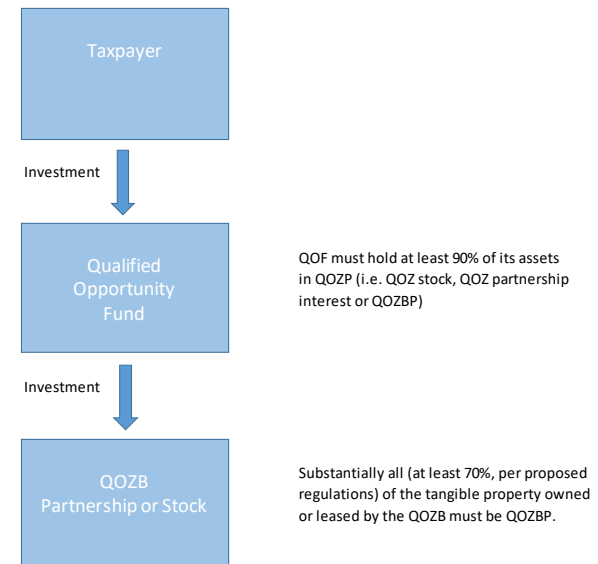 Taxpayer
Investment
Qualified
Opportunity
Fund
QOF must hold at least 90% of its assets
in QOZP (i.e. QOZ stock, QOZ partnership
interest or QOZBP)
Investment
QOZB
Partnership or Stock
Substantially all (at least 70%, per proposed
regulations) of the tangible property owned
or leased by the QOZB must be QOZBP.